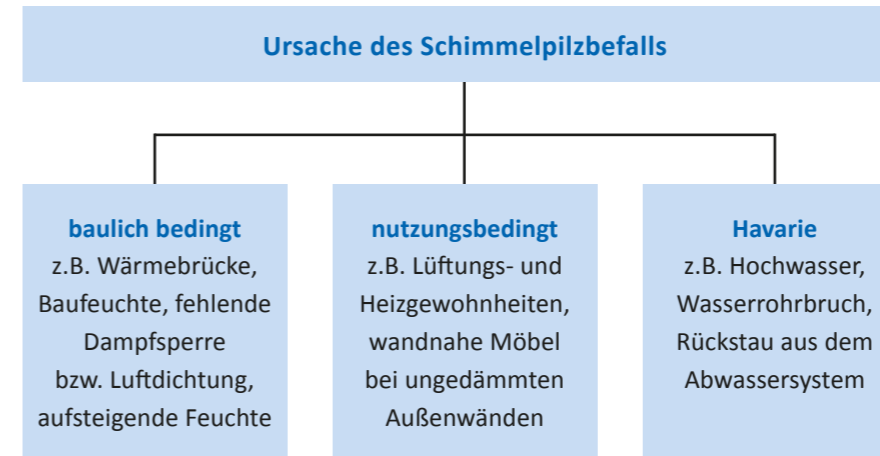 Ursache des Schimmelpilzbefalls
baulich bedingt
z.B. Wärmebrücke,
Baufeuchte, fehlende
Dampfsperre
bzw. Luftdichtung,
aufsteigende Feuchte
nutzungsbedingt
z.B. Lüftungs- und
Heizgewohnheiten,
wandnahe Möbel
bei ungedämmten
Außenwänden
Havarie
z.B. Hochwasser,
Wasserrohrbruch,
Rückstau aus dem
Abwassersystem